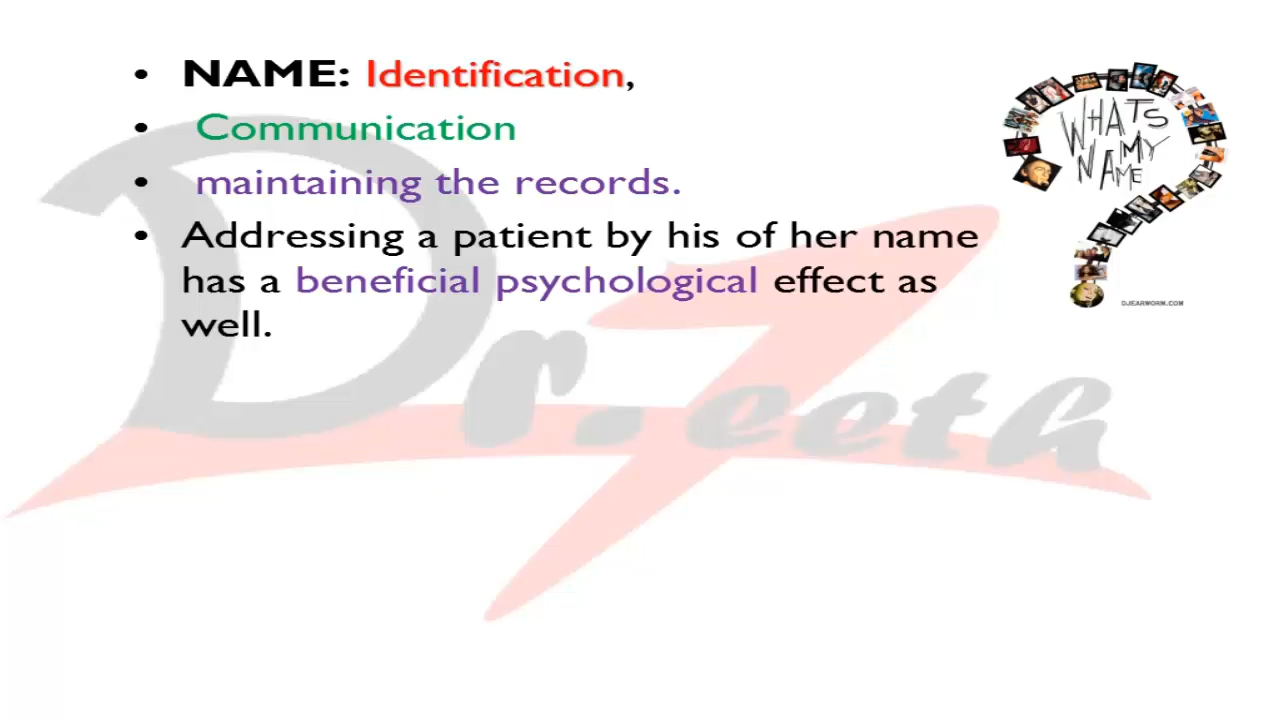 • NAME: Identification,
• Communication
• maintaining the records.
• Addressing a patient by his of her name
has a beneficial psychological effect as
well.
WHATS
MY
NAME
DJEARWORM.COM
Dr.eeth